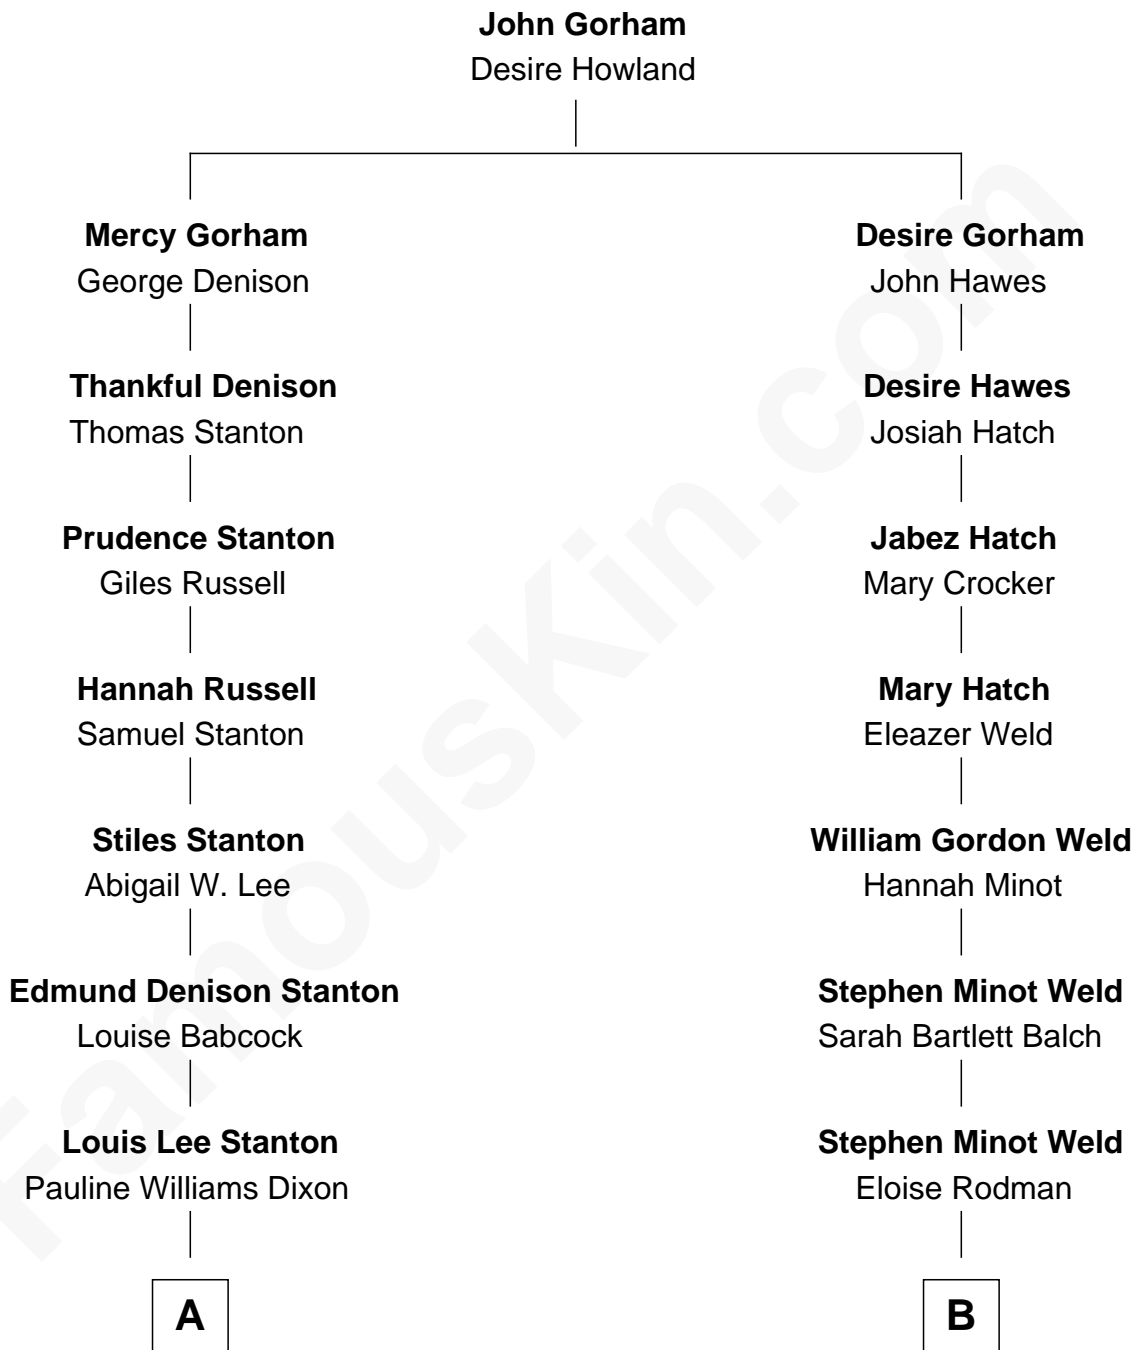 John Gorham
Desire Howland
Mercy Gorham
George Denison
Thankful Denison
Thomas Stanton
Prudence Stanton
Giles Russell
Hannah Russell
Samuel Stanton
Stiles Stanton
Abigail W. Lee
Edmund Denison Stanton
Louise Babcock
Louis Lee Stanton
Pauline Williams Dixon
A
Desire Gorham
John Hawes
Desire Hawes
Josiah Hatch
Jabez Hatch
Mary Crocker
Mary Hatch
Eleazer Weld
William Gordon Weld
Hannah Minot
Stephen Minot Weld
Sarah Bartlett Balch
Stephen Minot Weld
Eloise Rodman
B
FamousKin.com